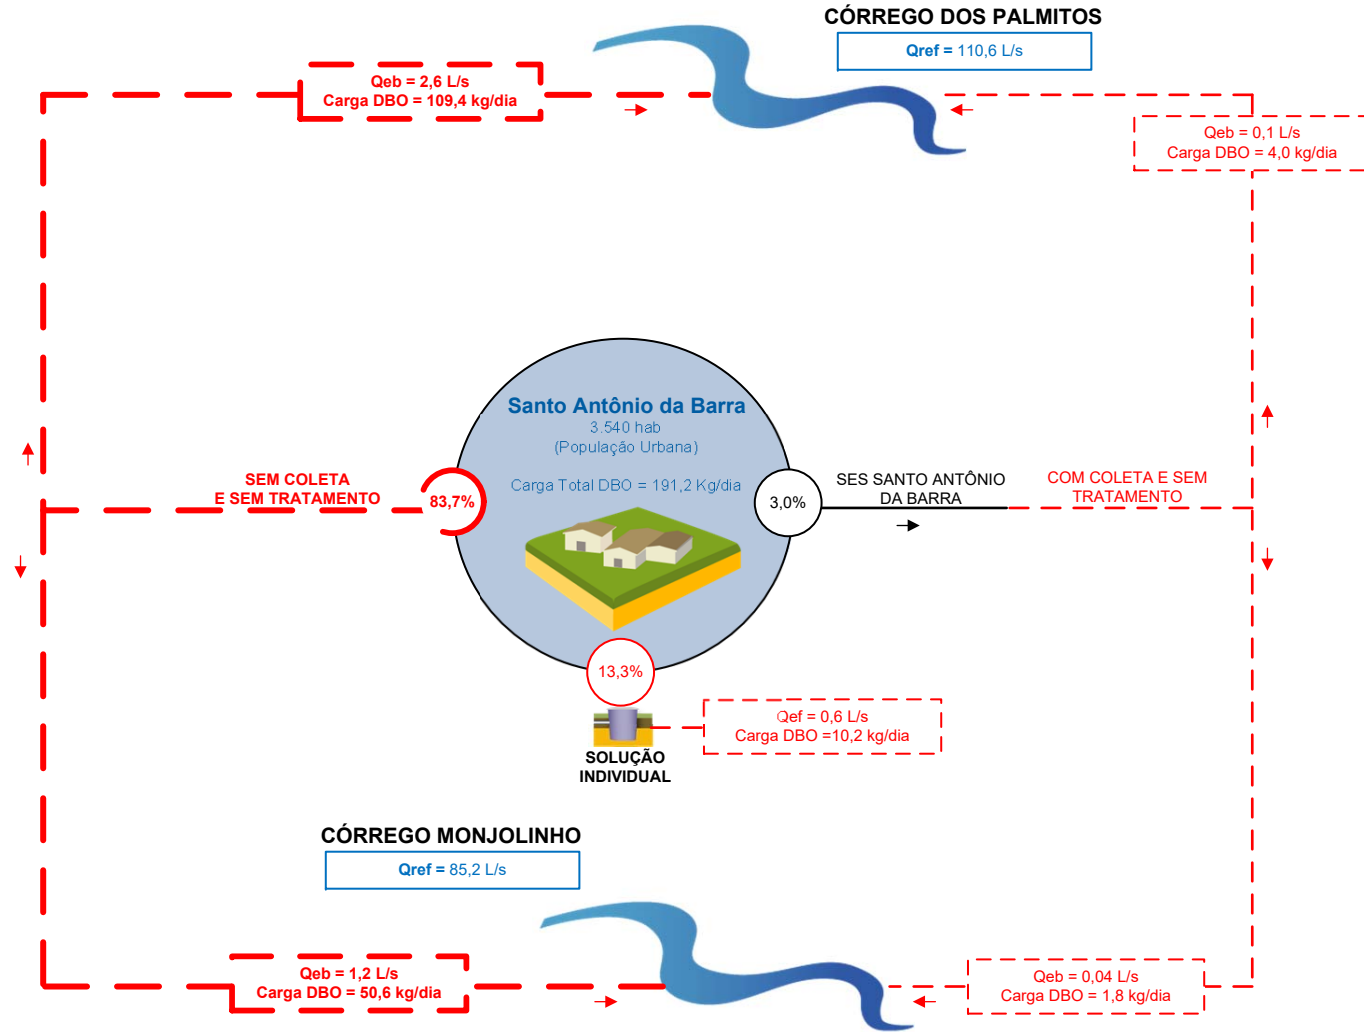 CÓRREGO DOS PALMITOS
Qref = 110,6 L/s
Qeb = 2,6 L/s
Carga DBO = 109,4 kg/dia
Qeb = 0,1 L/s
Carga DBO = 4,0 kg/dia
Santo Antônio da Barra
3.540 hab
(População Urbana)
Carga Total DBO = 191,2 Kg/dia
SEM COLETA
E SEM TRATAMENTO
83,7%
3,0%
SES SANTO ANTÔNIO
DA BARRA
COM COLETA E SEM
TRATAMENTO
13,3%
Qef = 0,6 L/s
Carga DBO =10,2 kg/dia
SOLUÇÃO
INDIVIDUAL
CÓRREGO MONJOLINHO
Qref = 85,2 L/s
Qeb = 1,2 L/s
Carga DBO = 50,6 kg/dia
Qeb = 0,04 L/s
Carga DBO = 1,8 kg/dia